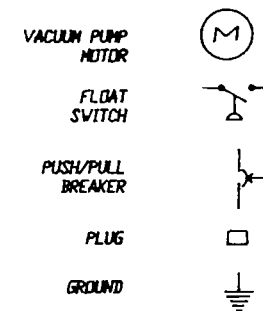 VACUUM PUMP
MOTOR
M
FLOAT
SWITCH
PUSH/PULL
BREAKER
PLUG
GROUND